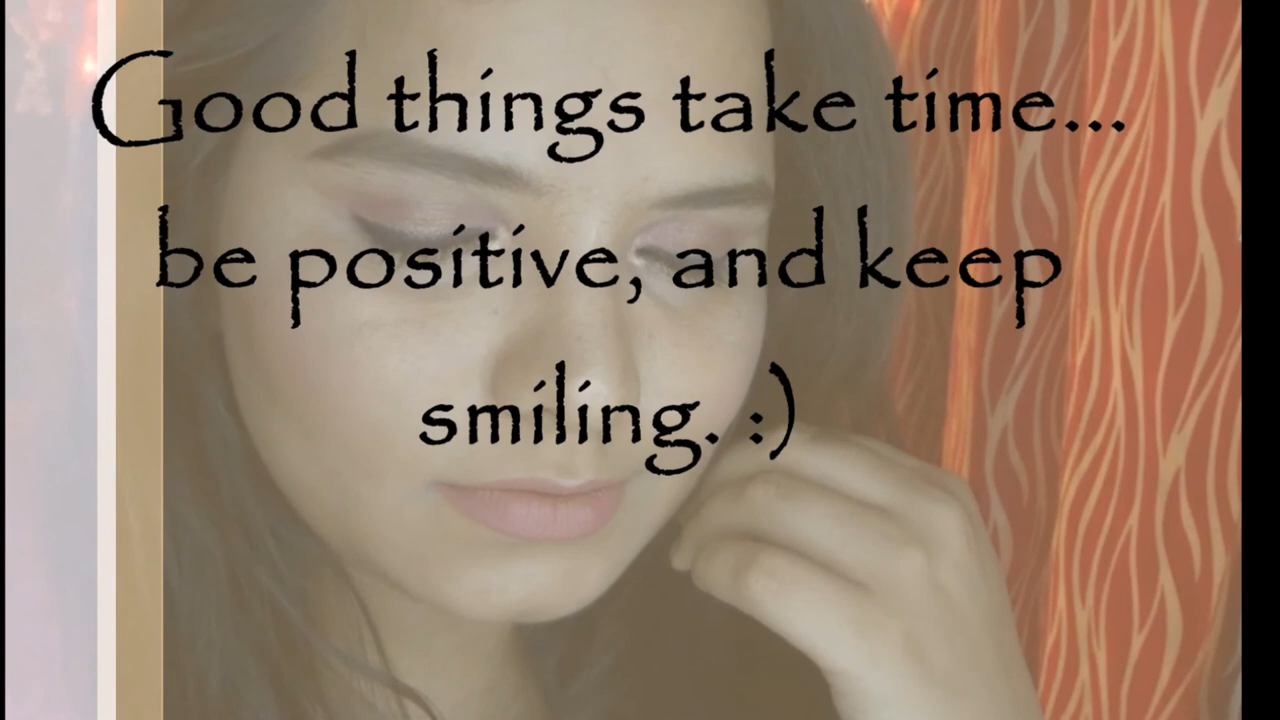 Good things take time...
be positive, and keep
smiling. :)